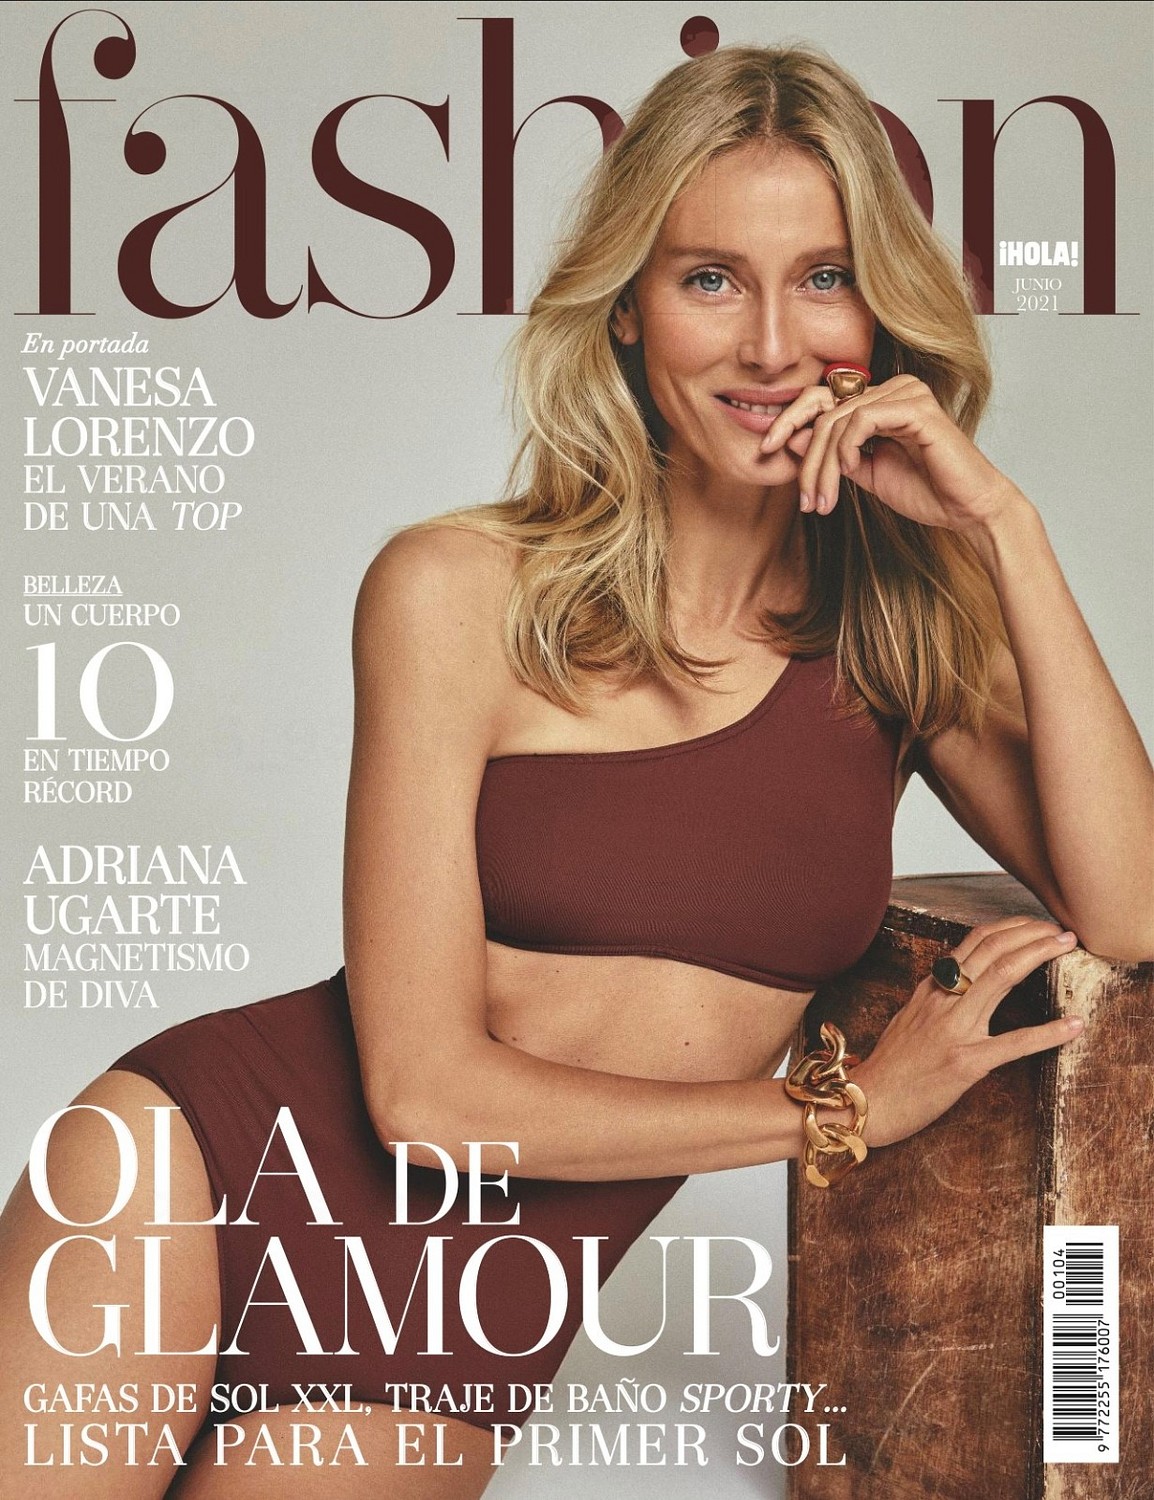 fashion
¡HOLA!
JUNIO
2021
En portada
VANESA
LORENZO
EL VERANO
DE UNA TOP
BELLEZA
UN CUERPO
10
EN TIEMPO
RÉCORD
ADRIANA
UGARTE
MAGNETISMO
DE DIVA
OLA DE
GLAMOUR
GAFAS DE SOL XXL, TRAJE DE BAÑO SPORTY...
LISTA PARA EL PRIMER SOL
00104
9 772255 176007